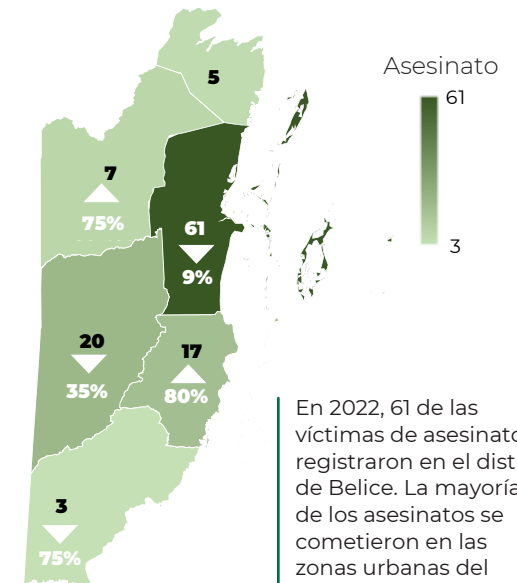 Asesinato
61
3
5
7
75%
61
9%
20
35%
17
80%
3
75%
En 2022, 61 de las
víctimas de
registraron en el
de Belice. La mayoría
de los asesinatos se
cometieron en las
zonas urbanas del